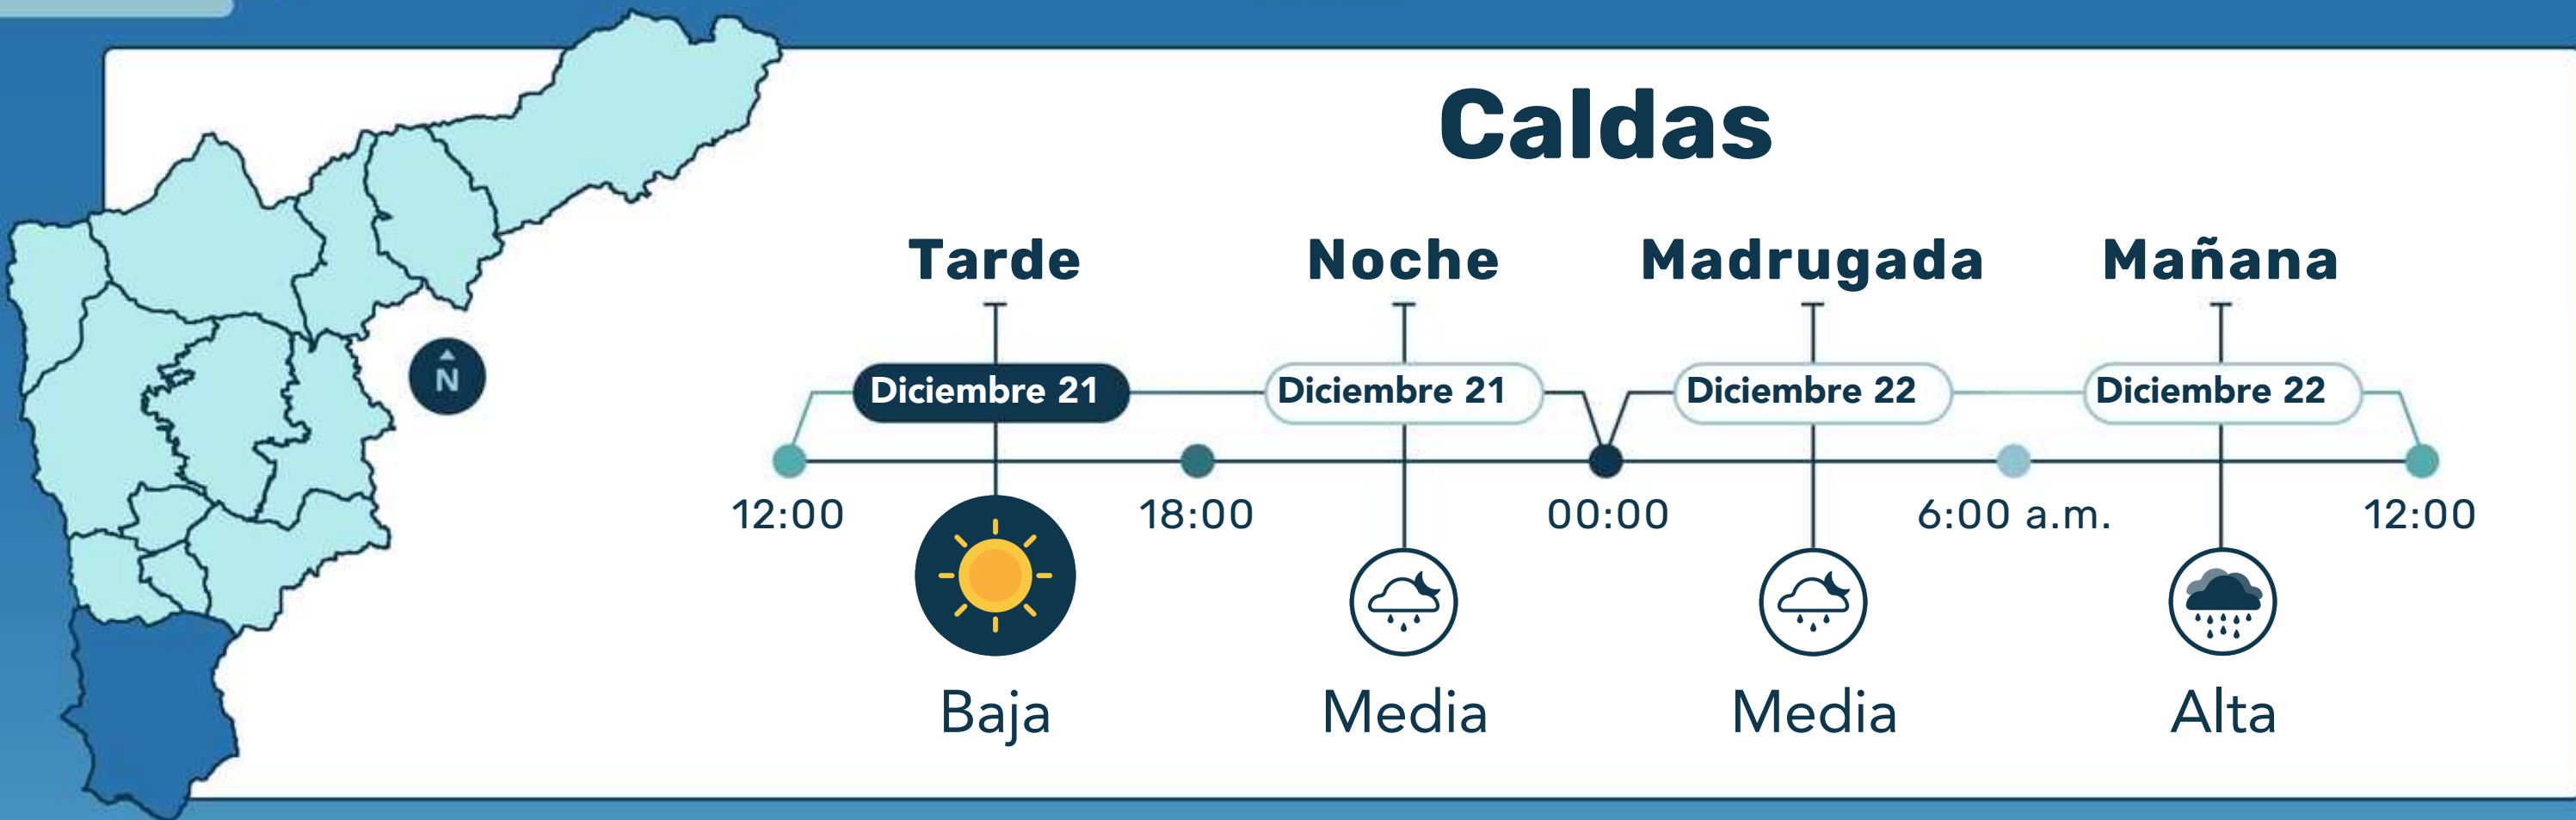 Caldas
Tarde Noche Madrugada Mañana
N
Diciembre 21 Diciembre 21 Diciembre 22 Diciembre 22
12:00 18:00 00:00 6:00 a.m. 12:00
Baja Media Media Alta